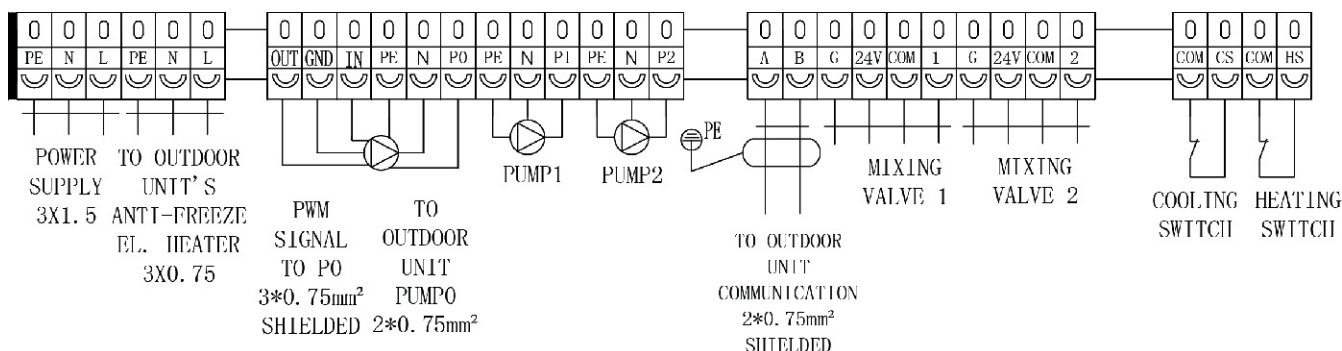 0 0 0 0 0 0 0 0 0 0 0 0 0 0 0 0 0 0 0 0 0 0 0 0 0 0 0 0 0 0 0 0
PE N L PE N L OUT GND IN PE N P0 PE N P1 PE N P2 A B G 24V COM 1 G 24V COM 2 COM CS COM HS
POWER
SUPPLY
3X1.5
TO OUTDOOR
UNIT'S
ANTI-FREEZE
EL. HEATER
3X0.75
PWM
SIGNAL
TO P0
3*0.75mm²
SHIELDED
TO
OUTDOOR
UNIT
PUMP0
2*0.75mm²
PUMP1
PUMP2
PE
TO OUTDOOR
UNIT
COMMUNICATION
2*0.75mm²
SHIELDED
MIXING
VALVE 1
MIXING
VALVE 2
COOLING
SWITCH
HEATING
SWITCH